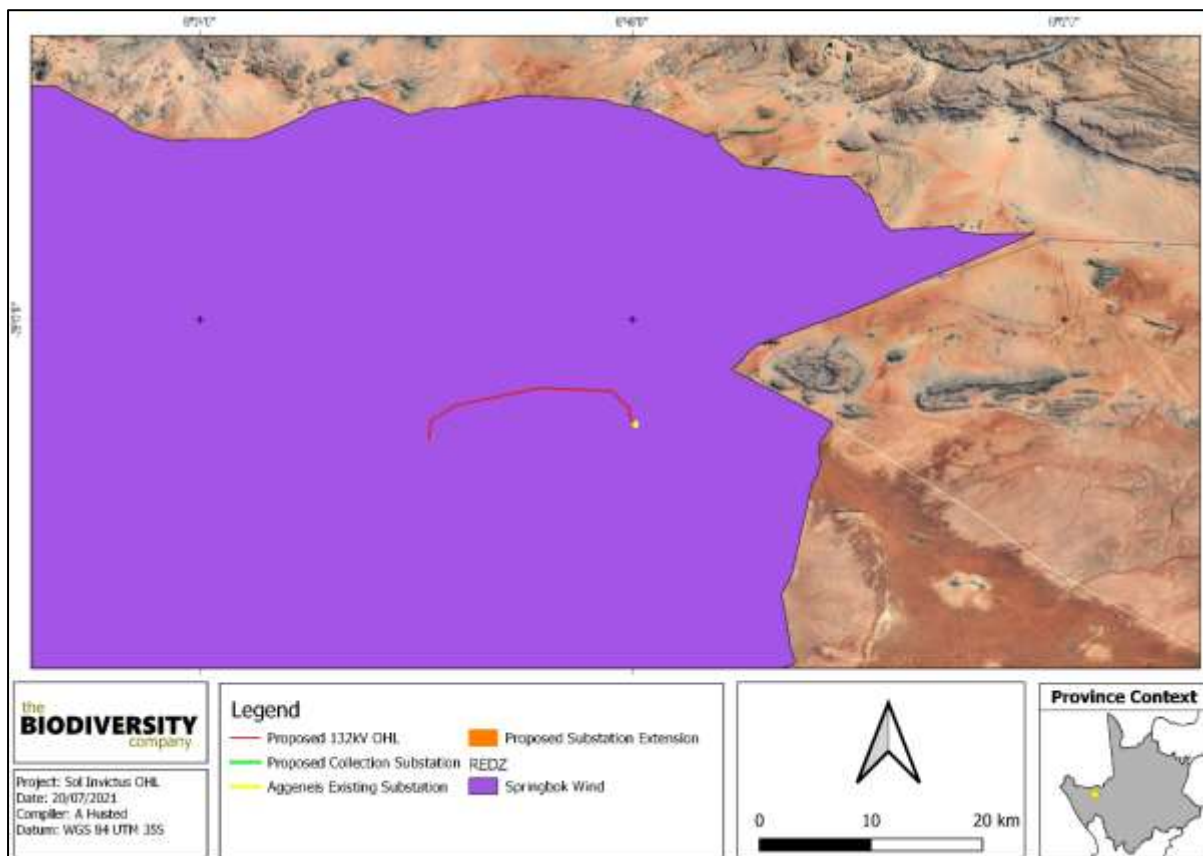 the
BIODIVERSITY
company
Project: Sol Invictus OHL
Date: 20/07/2021
Compiler: A Husted
Datum: WGS 84 UTM 35S
Legend
Proposed 132kV OHL
Proposed Collection Substation
Aggeneis Existing Substation
Proposed Substation Extension
REDZ
Springbok Wind
0 10 20 km
Province Context